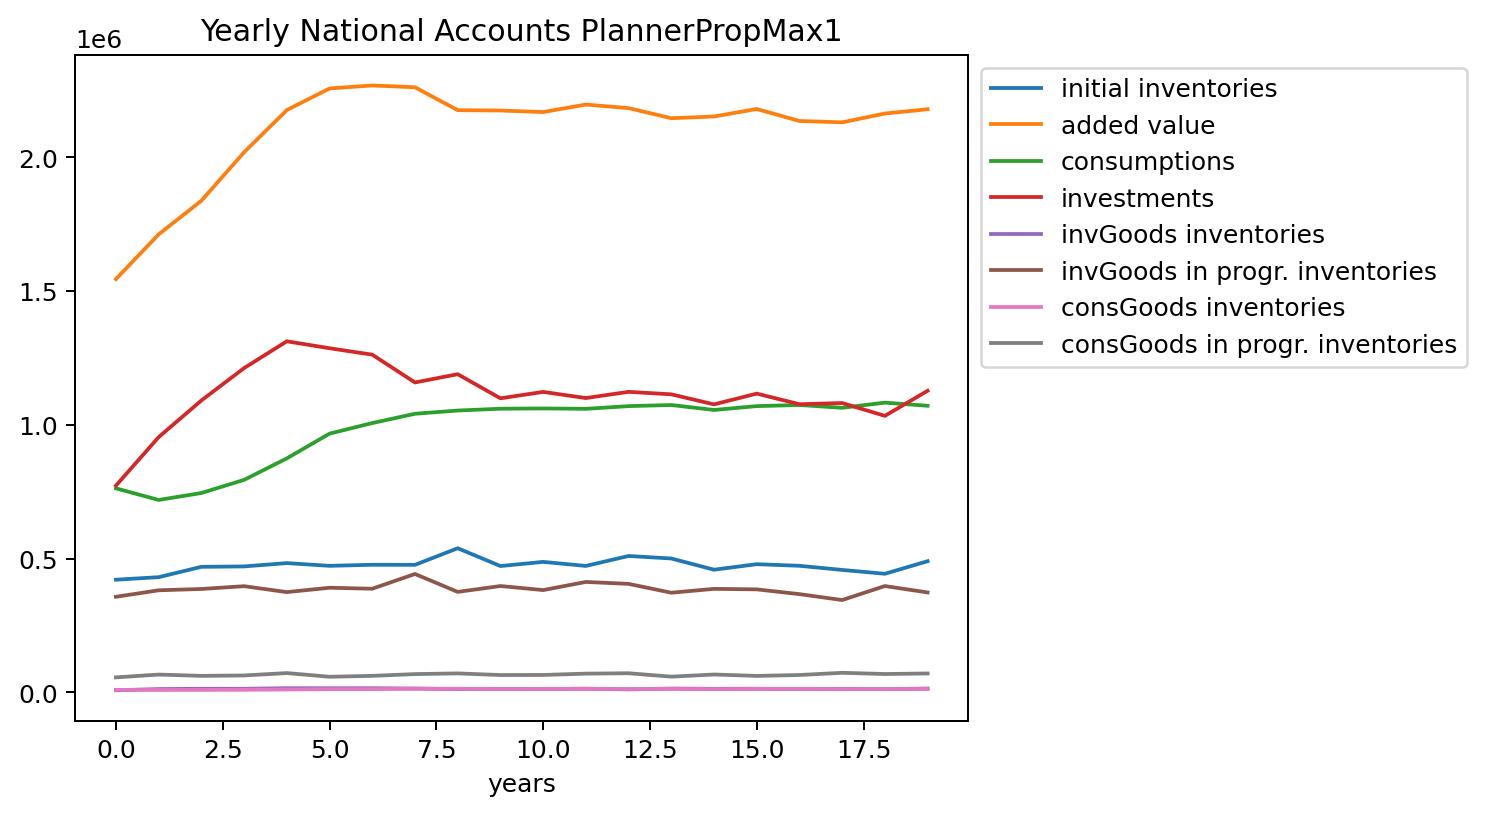 Yearly National Accounts PlannerPropMax1
1e6
2.0
1.5
1.0
0.5
0.0
0.0 2.5 5.0 7.5 10.0 12.5 15.0 17.5
years
initial inventories
added value
consumptions
investments
invGoods inventories
invGoods in progr. inventories
consGoods inventories
consGoods in progr. inventories